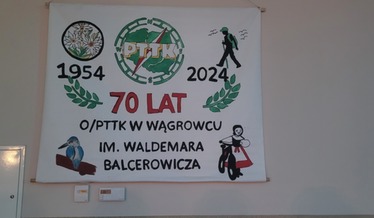 PTTK
1954 2024
70 LAT
O/PTTK W WĄGROWCU
IM. WALDEMARA
BALCEROWICZA